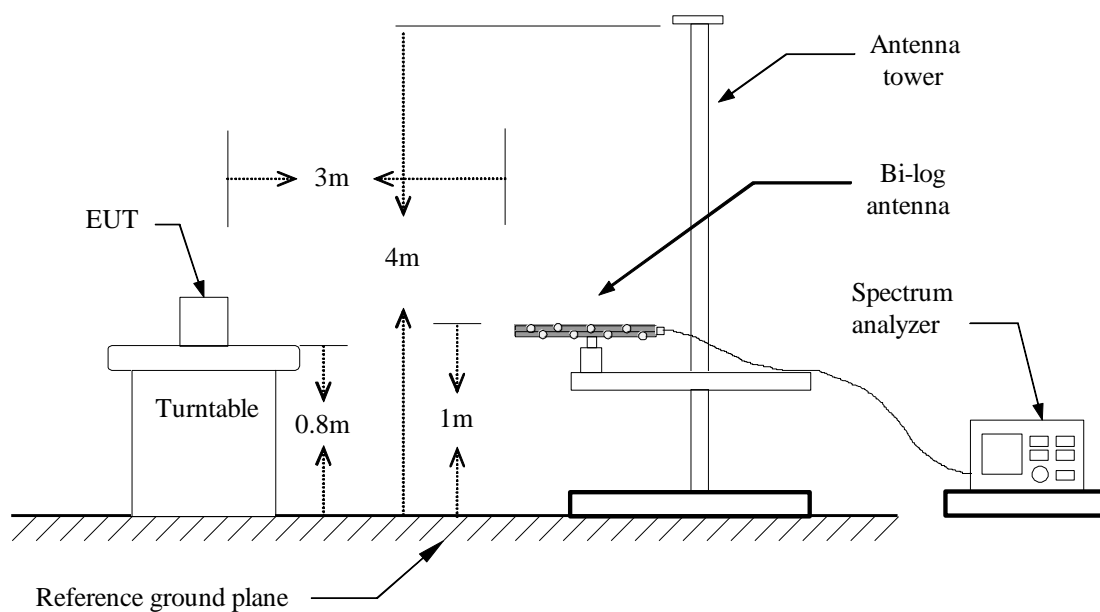 Antenna
tower
3m
Bi-log
antenna
EUT
4m
Spectrum
analyzer
Turntable
0.8m
1m
Reference ground plane